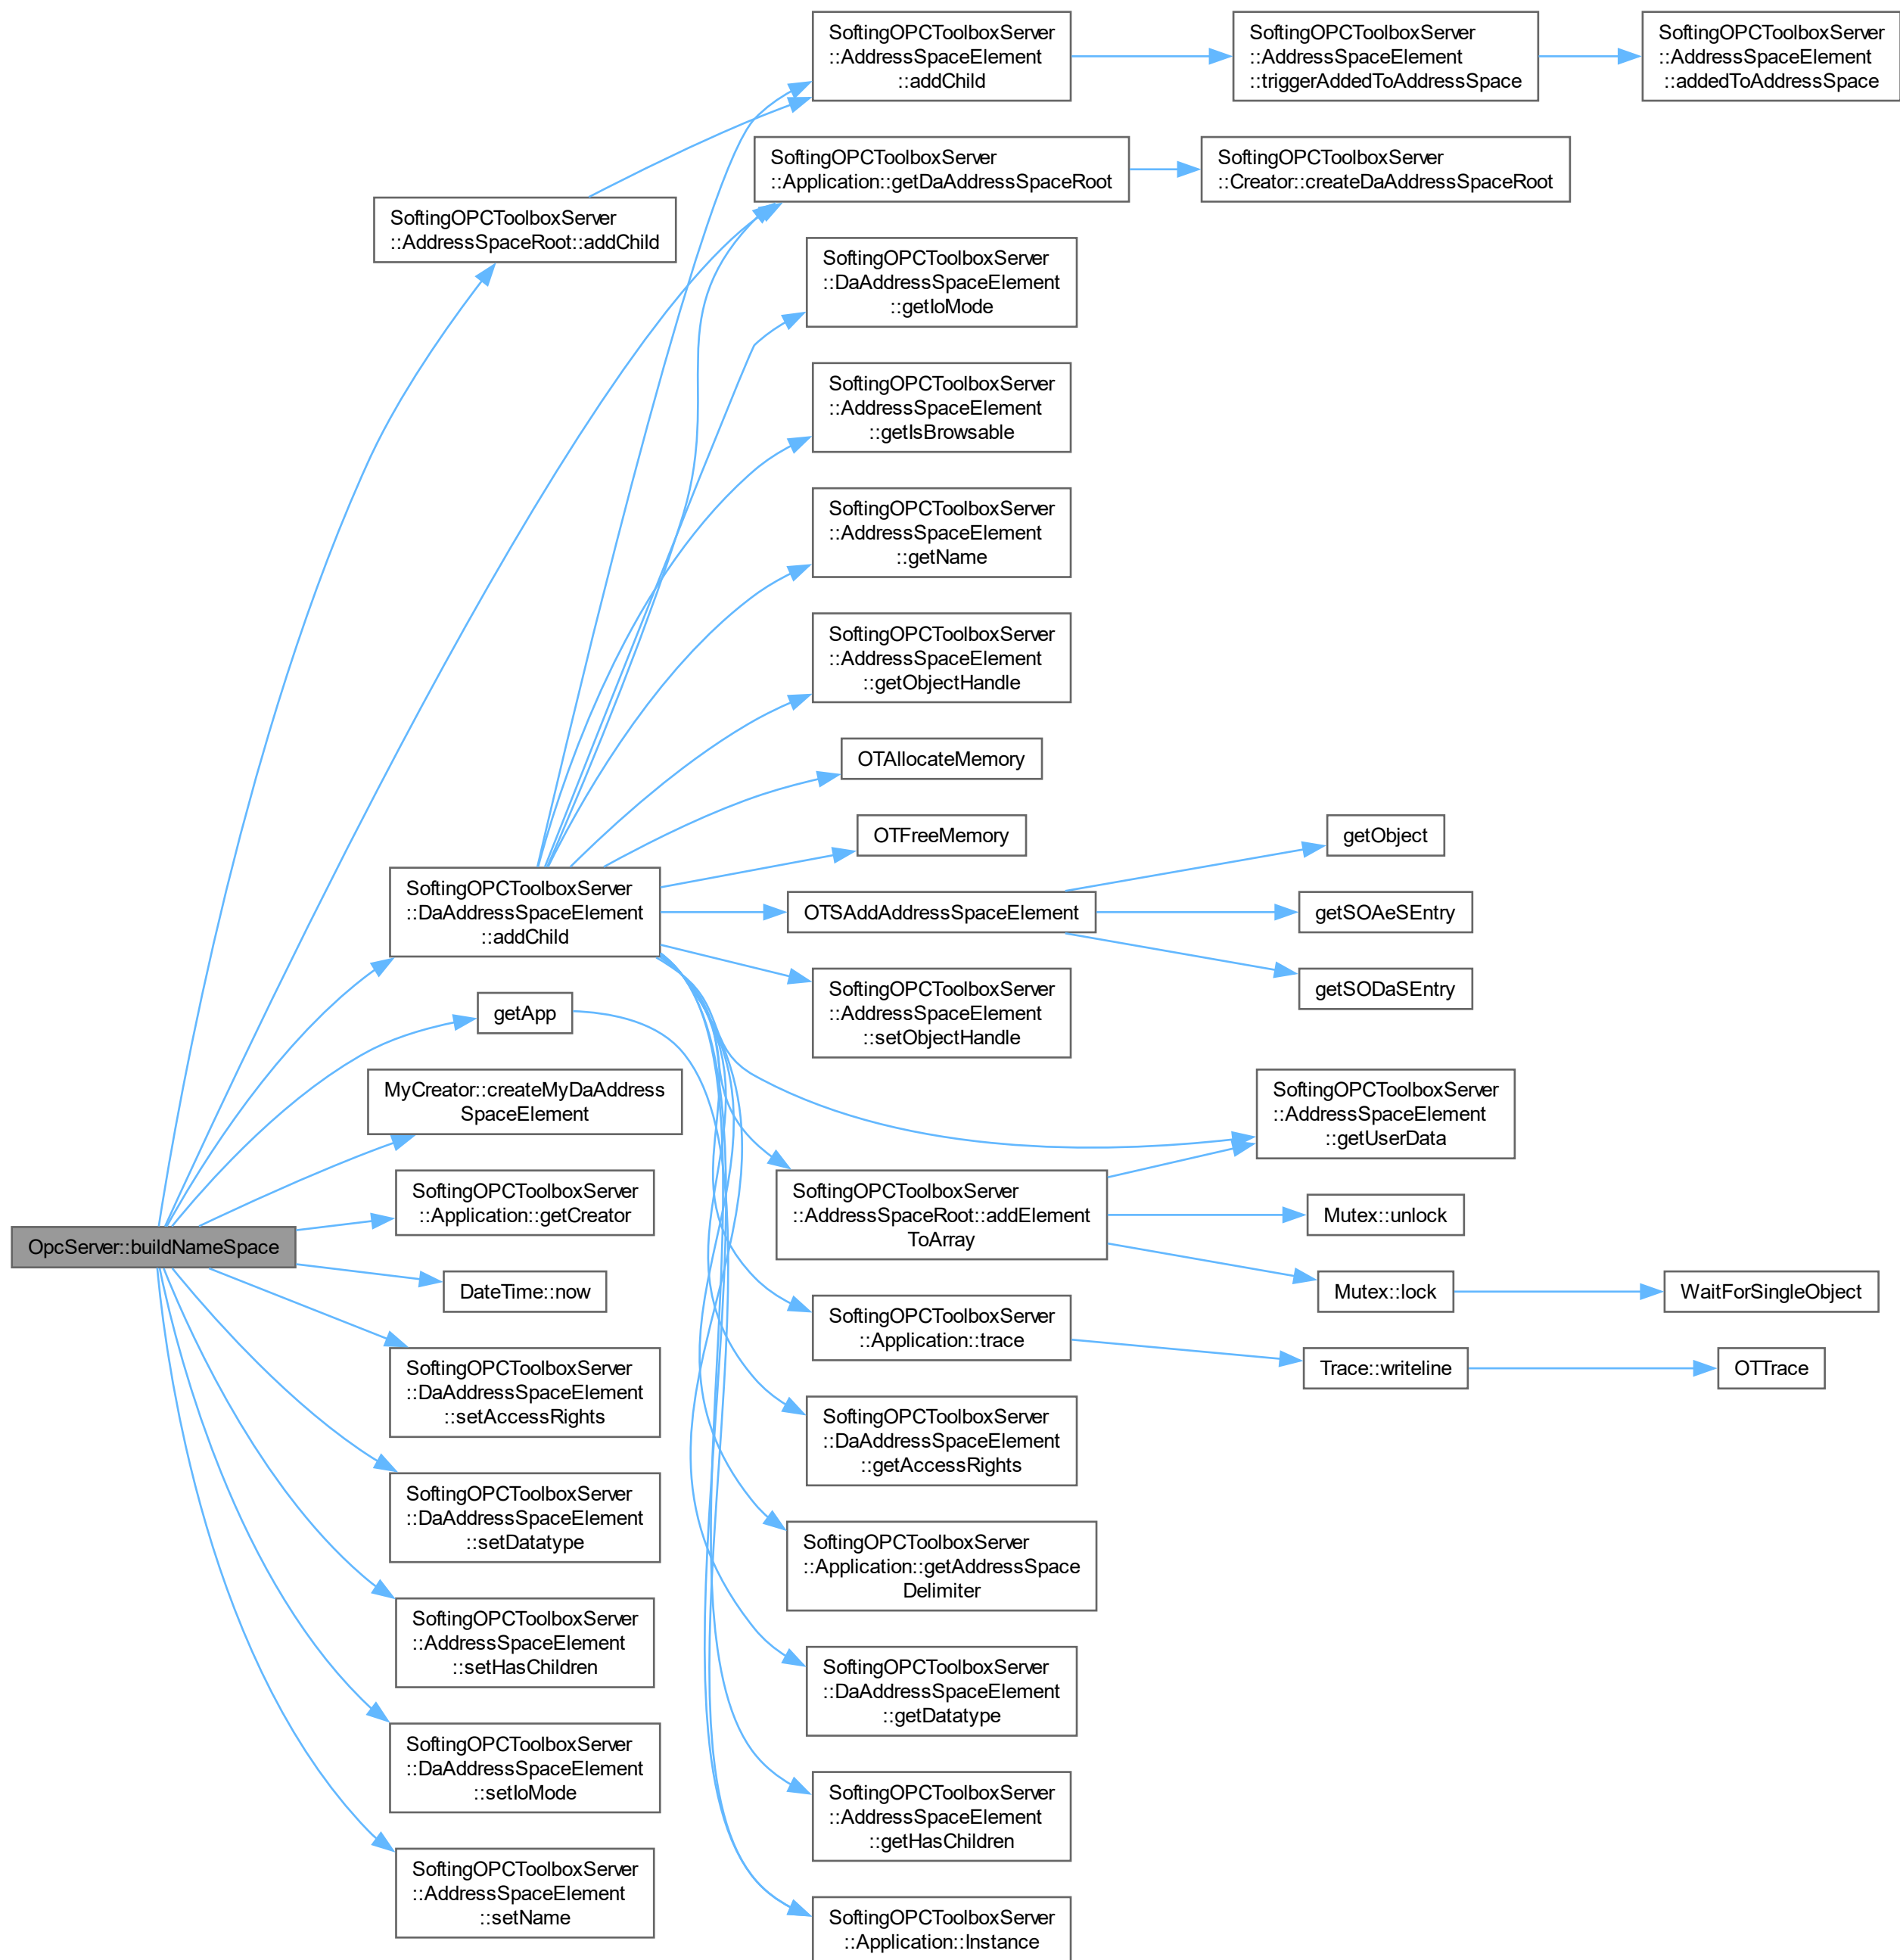 SoftingOPCToolboxServer
::AddressSpaceElement
::addChild
SoftingOPCToolboxServer
::AddressSpaceElement
::triggerAddedToAddressSpace
SoftingOPCToolboxServer
::AddressSpaceElement
::addedToAddressSpace
SoftingOPCToolboxServer
::Application::getDaAddressSpaceRoot
SoftingOPCToolboxServer
::Creator::createDaAddressSpaceRoot
SoftingOPCToolboxServer
::AddressSpaceRoot::addChild
SoftingOPCToolboxServer
::DaAddressSpaceElement
::getIoMode
SoftingOPCToolboxServer
::AddressSpaceElement
::getIsBrowsable
SoftingOPCToolboxServer
::AddressSpaceElement
::getName
SoftingOPCToolboxServer
::AddressSpaceElement
::getObjectHandle
OTAllocateMemory
OTFreeMemory
getObject
SoftingOPCToolboxServer
::DaAddressSpaceElement
::addChild
OTSAddAddressSpaceElement
getSOAeSEntry
getSODaSEntry
SoftingOPCToolboxServer
::AddressSpaceElement
::setObjectHandle
getApp
MyCreator::createMyDaAddress
SpaceElement
SoftingOPCToolboxServer
::AddressSpaceElement
::getUserData
SoftingOPCToolboxServer
::Application::getCreator
SoftingOPCToolboxServer
::AddressSpaceRoot::addElement
ToArray
Mutex::unlock
OpcServer::buildNameSpace
DateTime::now
Mutex::lock
WaitForSingleObject
SoftingOPCToolboxServer
::Application::trace
Trace::writeline
OTTrace
SoftingOPCToolboxServer
::DaAddressSpaceElement
::setAccessRights
SoftingOPCToolboxServer
::DaAddressSpaceElement
::getAccessRights
SoftingOPCToolboxServer
::DaAddressSpaceElement
::setDatatype
SoftingOPCToolboxServer
::Application::getAddressSpace
Delimiter
SoftingOPCToolboxServer
::AddressSpaceElement
::setHasChildren
SoftingOPCToolboxServer
::DaAddressSpaceElement
::getDatatype
SoftingOPCToolboxServer
::DaAddressSpaceElement
::setIoMode
SoftingOPCToolboxServer
::AddressSpaceElement
::getHasChildren
SoftingOPCToolboxServer
::AddressSpaceElement
::setName
SoftingOPCToolboxServer
::Application::Instance